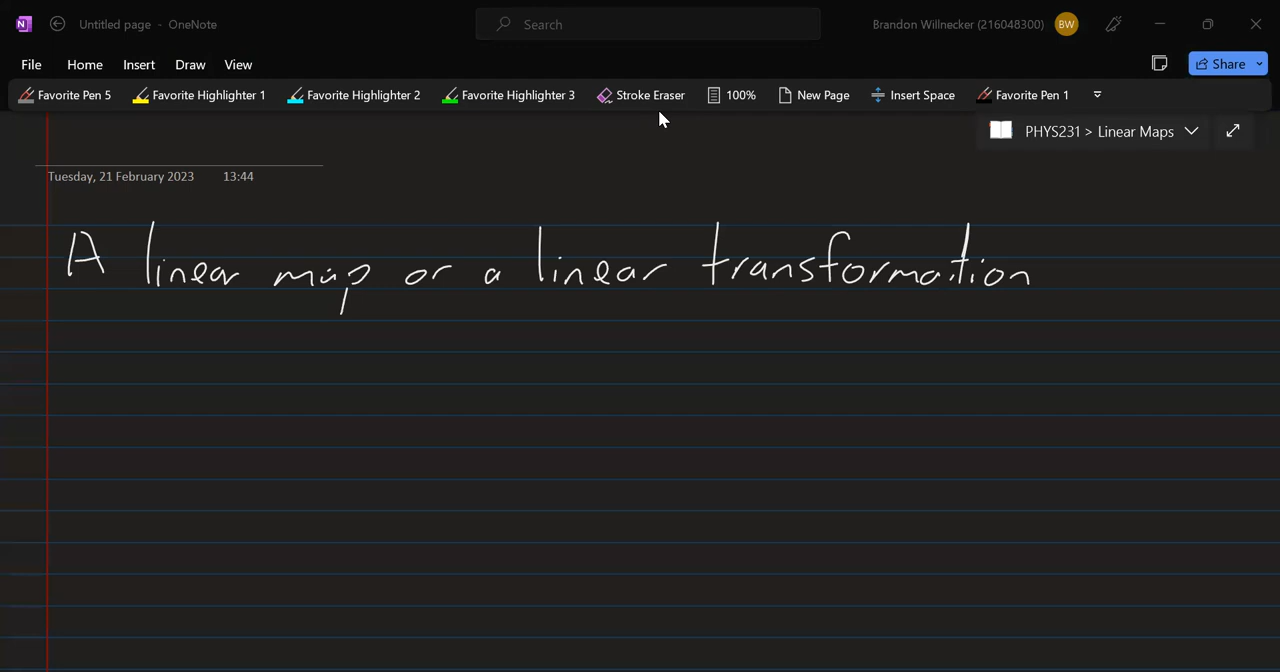 Untitled page - OneNote
Search
Brandon Willnecker (216048300)
BW
File Home Insert Draw View
Share
Favorite Pen 5 Favorite Highlighter 1 Favorite Highlighter 2 Favorite Highlighter 3 Stroke Eraser 100% New Page Insert Space Favorite Pen 1
PHYS231 > Linear Maps
Tuesday, 21 February 2023 13:44
A linear map or a linear transformation